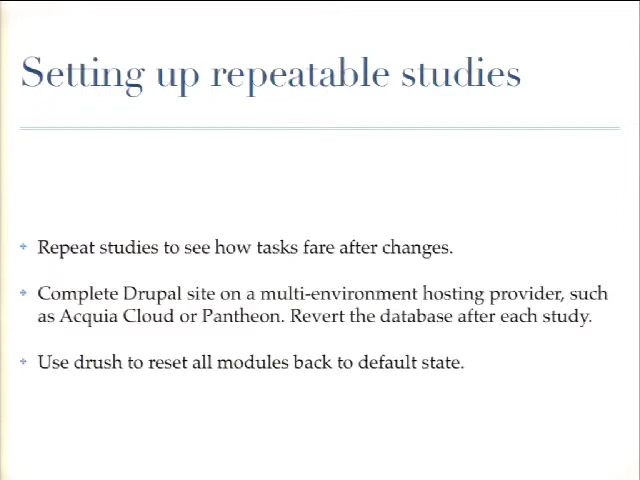 Setting up repeatable studies
Repeat studies to see how tasks fare after changes.
Complete Drupal site on a multi-environment hosting provider, such
as Acquia Cloud or Pantheon. Revert the database after each study.
Use drush to reset all modules back to default state.